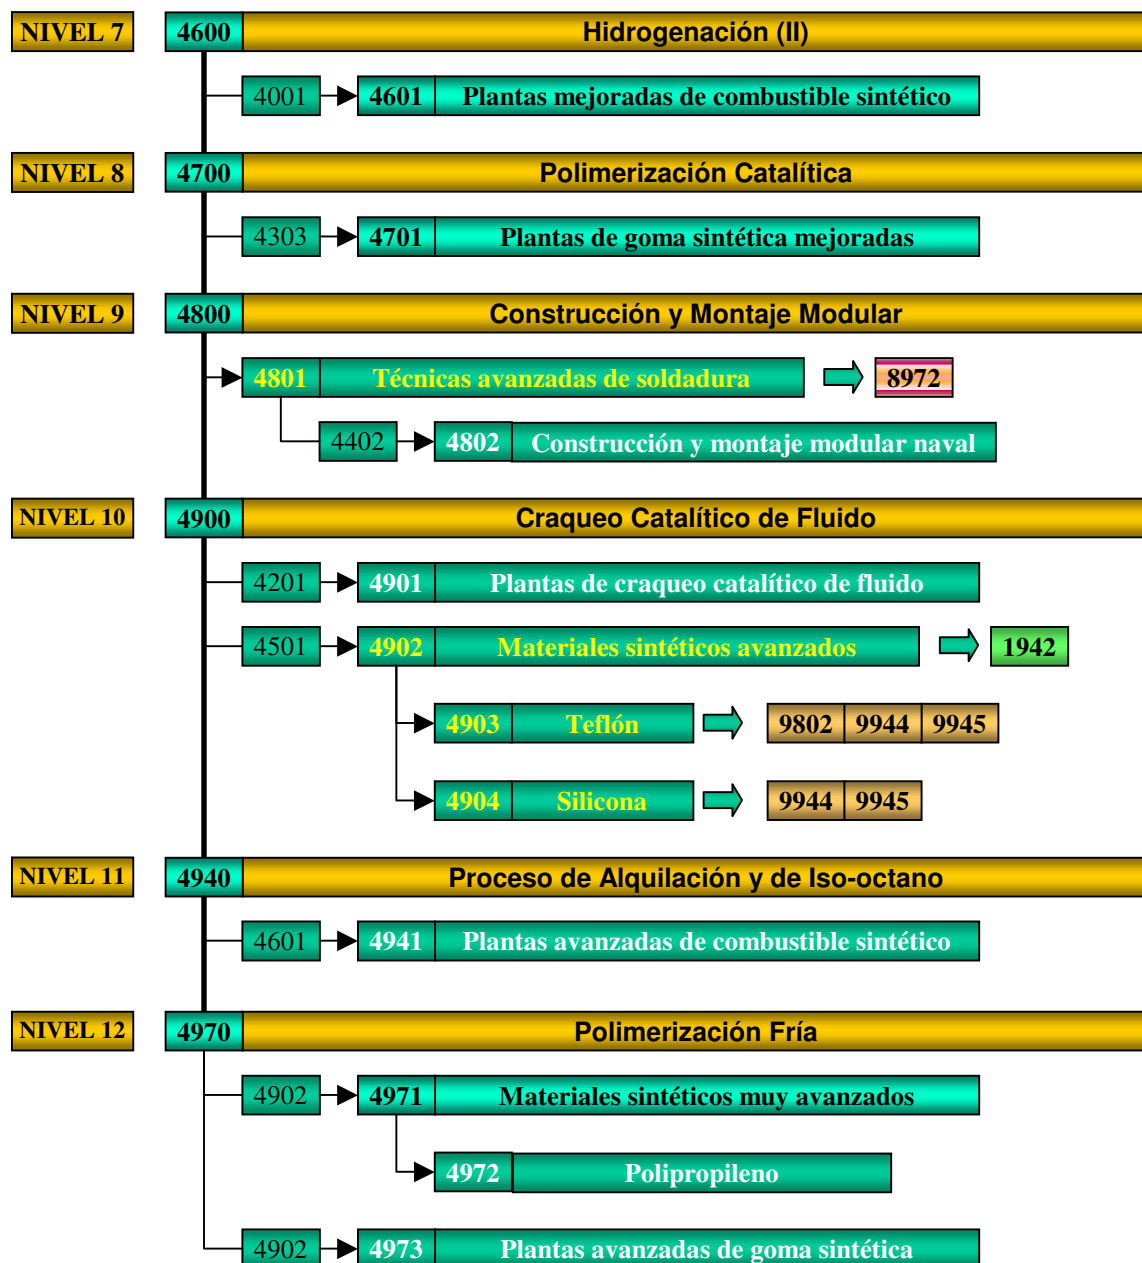 NIVEL 7 4600 Hidrogenación (II)
4001 4601 Plantas mejoradas de combustible sintético
NIVEL 8 4700 Polimerización Catalítica
4303 4701 Plantas de goma sintética mejoradas
NIVEL 9 4800 Construcción y Montaje Modular
4801 Técnicas avanzadas de soldadura 8972
4402 4802 Construcción y montaje modular naval
NIVEL 10 4900 Craqueo Catalítico de Fluido
4201 4901 Plantas de craqueo catalítico de fluido
4501 4902 Materiales sintéticos avanzados 1942
4903 Teflón 9802 9944 9945
4904 Silicona 9944 9945
NIVEL 11 4940 Proceso de Alquilación y de Iso-octano
4601 4941 Plantas avanzadas de combustible sintético
NIVEL 12 4970 Polimerización Fría
4902 4971 Materiales sintéticos muy avanzados
4972 Polipropileno
4902 4973 Plantas avanzadas de goma sintética